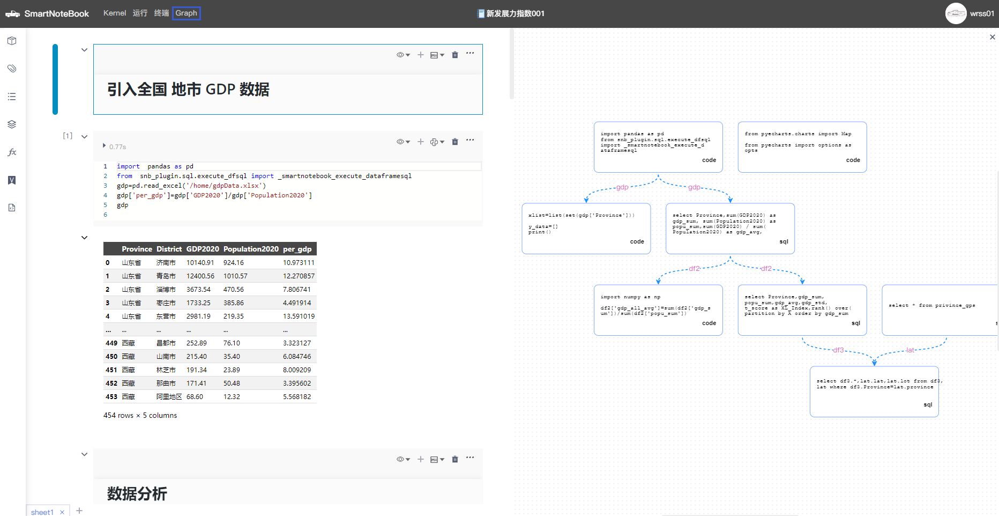 SmartNoteBook Kernel 运行 终端 Graph 新发展力指数001 wrss01
引入全国 地市 GDP 数据
[1]
0.77s
1 import pandas as pd
2 from snb_plugin.sql.execute_dfsql import _smartnotebook_execute_dataframesql
3 gdp=pd.read_excel('/home/gdpData.xlsx')
4 gdp['per_gdp']=gdp['GDP2020']/gdp['Population2020']
5 gdp
6
Province District GDP2020 Population2020 per_gdp
0 山东省 济南市 10140.91 924.16 10.973111
1 山东省 青岛市 12400.56 1010.57 12.270857
2 山东省 淄博市 3673.54 470.56 7.806741
3 山东省 枣庄市 1733.25 385.86 4.491914
4 山东省 东营市 2981.19 219.35 13.591019
... ... ... ... ... ...
449 西藏 昌都市 252.89 76.10 3.323127
450 西藏 山南市 215.40 35.40 6.084746
451 西藏 林芝市 191.34 23.89 8.009209
452 西藏 那曲市 171.41 50.48 3.395602
453 西藏 阿里地区 68.60 12.32 5.568182
454 rows × 5 columns
数据分析
sheet1
import pandas as pd
from snb_plugin.sql.execute_dfsql
import _smartnotebook_execute_d
ataframesql
code
from pyecharts.charts import Map
from pyecharts import options as
opts
code
gdp
gdp
xlist=list(set(gdp['Province']))
y_data=[]
print()
code
select Province,sum(GDP2020) as
gdp_sum, sum(Population2020) as
popu_sum,sum(GDP2020) / sum(
Population2020) as gdp_avg,
sql
df2
df2
import numpy as np
df2['gdp_all_avg']=sum(df2['gdp_s
um'])/sum(df2['popu_sum'])
code
select Province,gdp_sum,
popu_sum,gdp_avg,gdp_std,
t_score as XL_Index,rank() over(
partition by A order by gdp_sum
sql
select * from privince_gps
df3
lat
select df3.*,lat.lat,lat.lot from df3,
lat where df3.Province=lat.province
sql